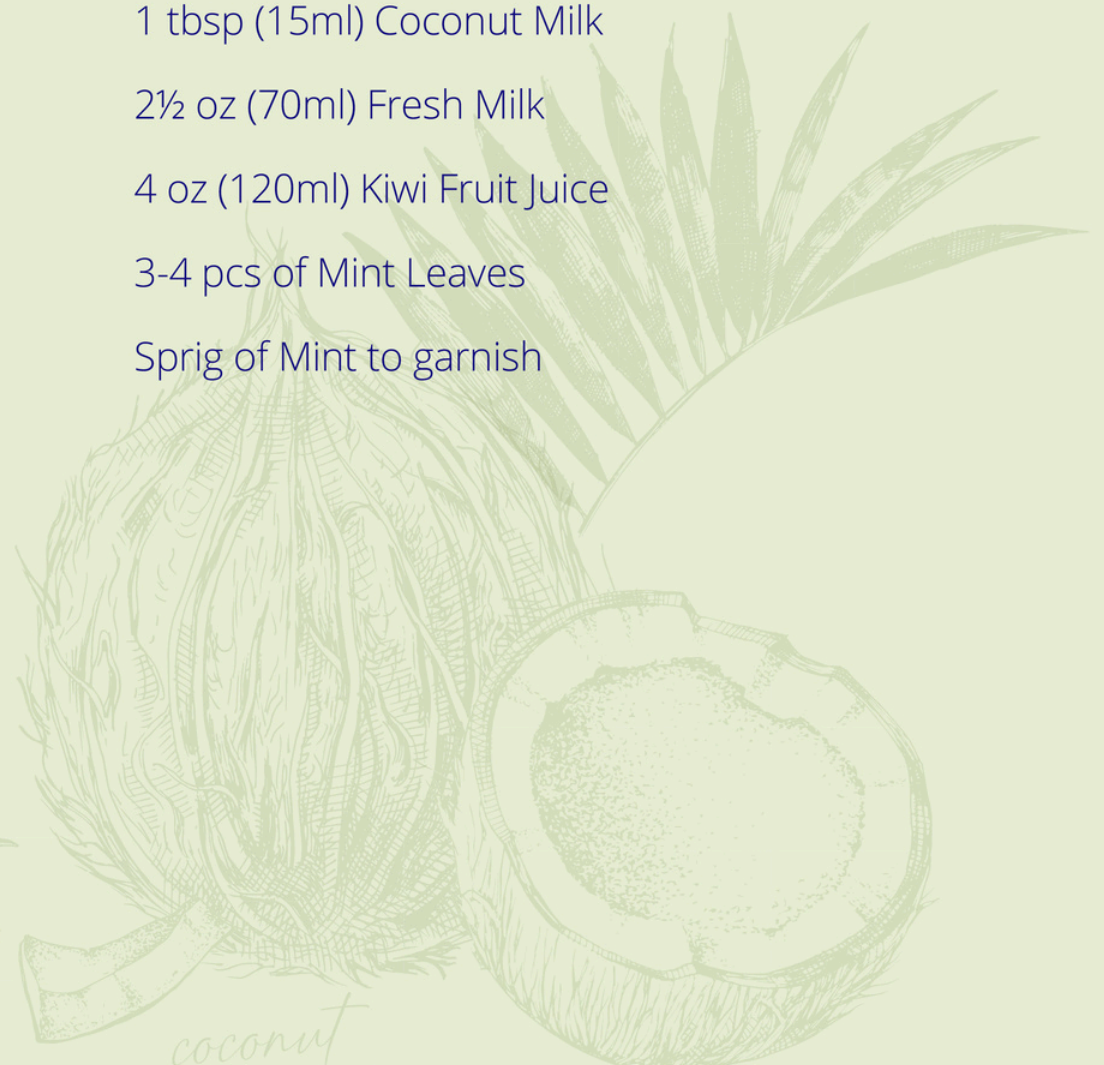 1 tbsp (15ml) Coconut Milk
2½ oz (70ml) Fresh Milk
4 oz (120ml) Kiwi Fruit Juice
3-4 pcs of Mint Leaves
Sprig of Mint to garnish
coconut